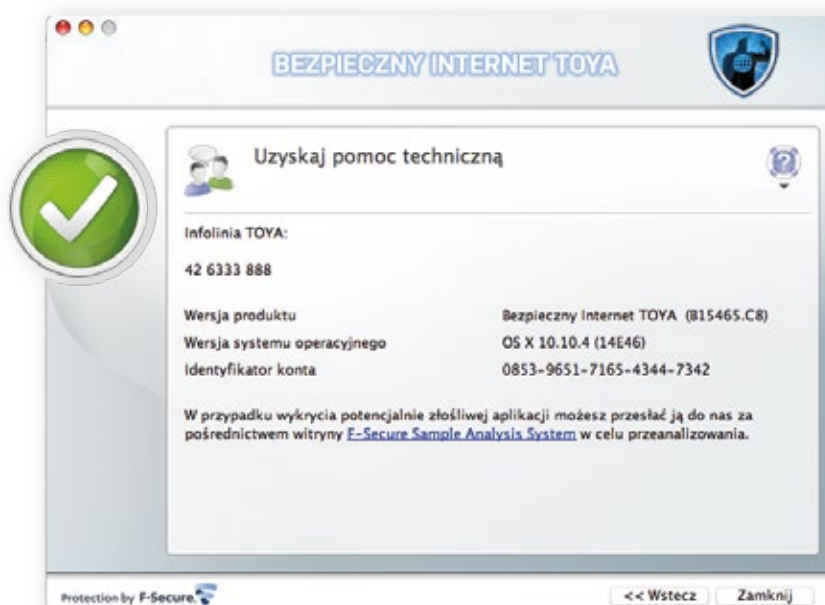 BEZPIECZNY INTERNET TOYA
Uzyskaj pomoc techniczną
Infolinia TOYA:
42 6333 888
Wersja produktu Bezpieczny Internet TOYA (815465.C8)
Wersja systemu operacyjnego OS X 10.10.4 (14E46)
Identyfikator konta 0853-9651-7165-4344-7342
W przypadku wykrycia potencjalnie złośliwej aplikacji możesz przesłać ją do nas za
pośrednictwem witryny F-Secure Sample Analysis System w celu przeanalizowania.
Protection by F-Secure. << Wstecz Zamknij